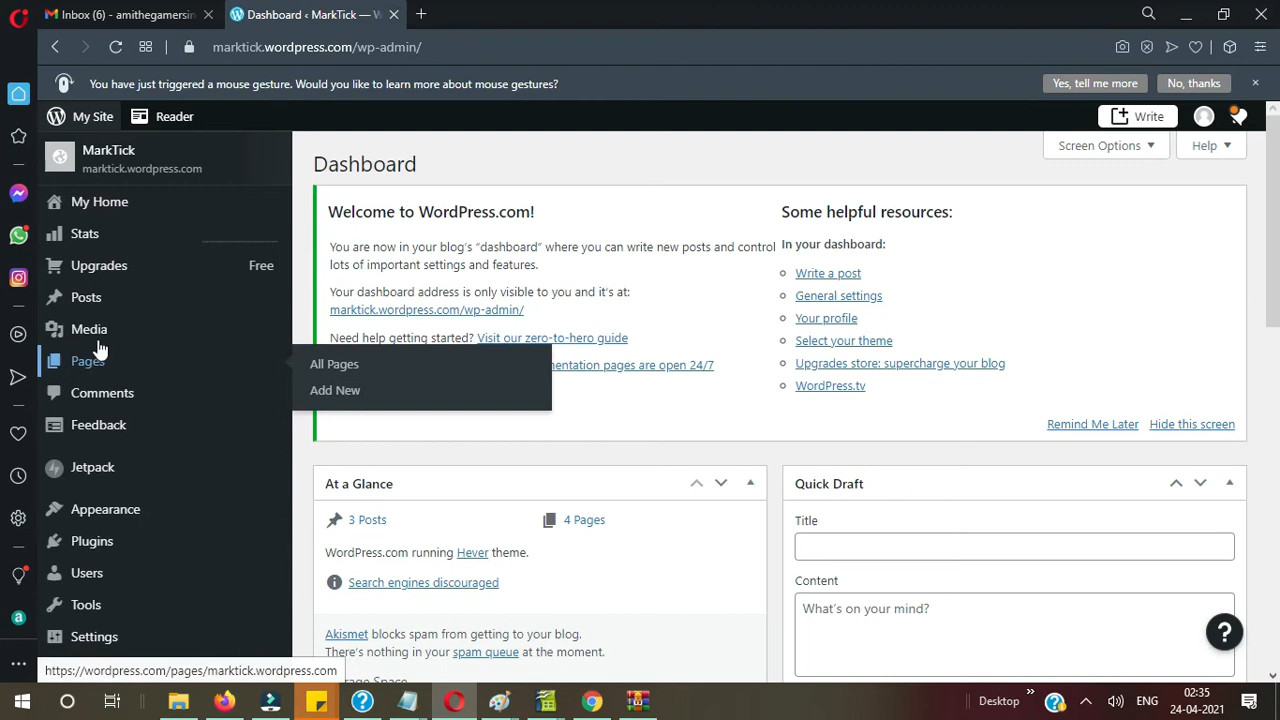 Inbox (6) - amithegamersin
Dashboard ‹ MarkTick — W
marktick.wordpress.com/wp-admin/
You have just triggered a mouse gesture. Would you like to learn more about mouse gestures?
Yes, tell me more
No, thanks
My Site
Reader
Write
MarkTick
marktick.wordpress.com
Screen Options
Help
Dashboard
My Home
Stats
Upgrades
Free
Posts
Media
Pages
Comments
Feedback
Jetpack
Appearance
Plugins
Users
Tools
Settings
All Pages
Add New
Welcome to WordPress.com!
You are now in your blog's “dashboard” where you can write new posts and control
lots of important settings and features.
Your dashboard address is only visible to you and it's at:
marktick.wordpress.com/wp-admin/
Need help getting started? Visit our zero-to-hero guide
pages are open 24/7
Some helpful resources:
In your dashboard:
Write a post
General settings
Your profile
Select your theme
Upgrades store: supercharge your blog
WordPress.tv
Remind Me Later
Hide this screen
At a Glance
3 Posts
4 Pages
WordPress.com running Hever theme.
Search engines discouraged
Akismet blocks spam from getting to your blog.
There's nothing in your spam queue at the moment.
Space
Quick Draft
Title
Content
What's on your mind?
https://wordpress.com/pages/marktick.wordpress.com
Desktop
ENG
02:35
24-04-2021